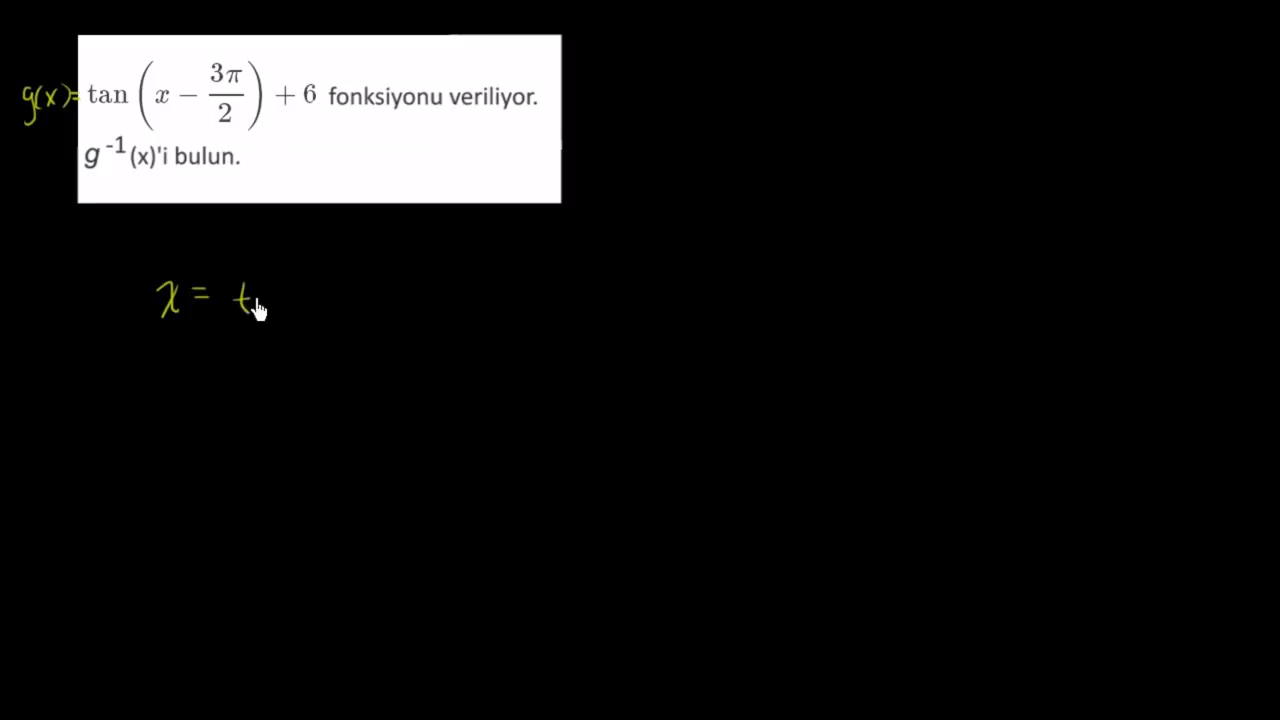 g(x)= tan(x − 3π/2) + 6 fonksiyonu veriliyor.
g⁻¹(x)'i bulun.
x = t